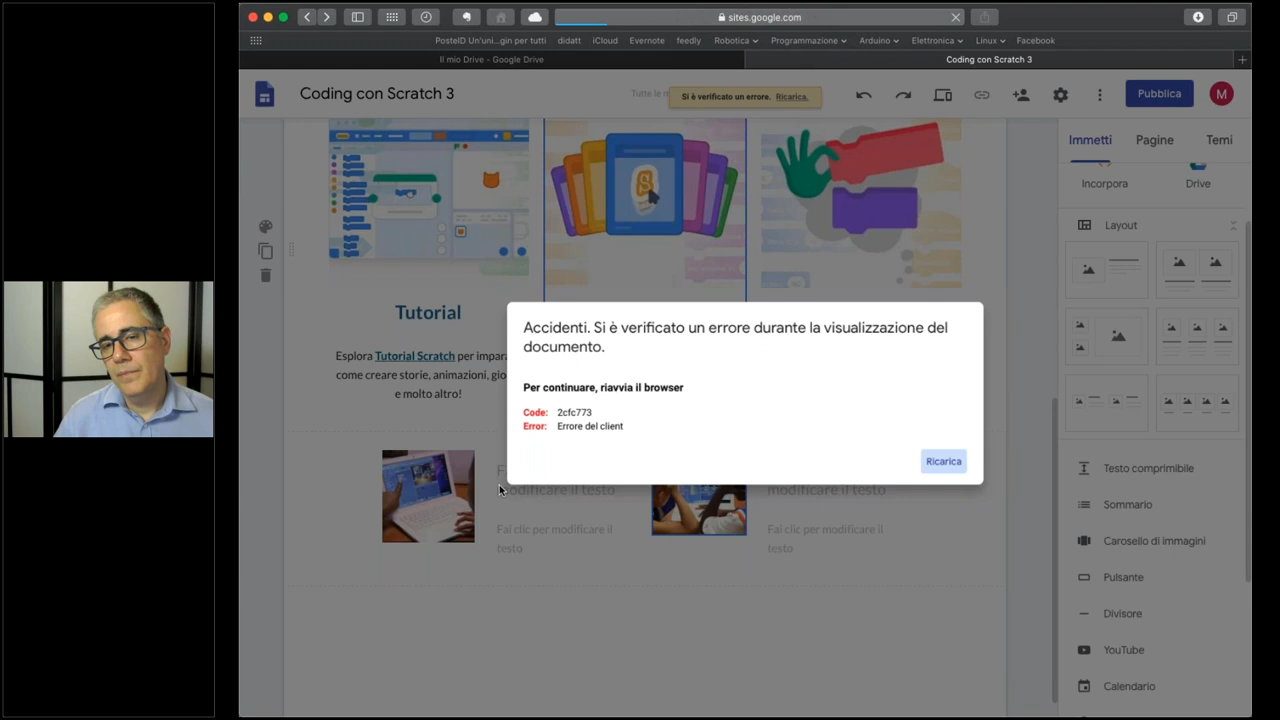 sites.google.com
PosteID Un'uni...gin per tutti didatt iCloud Evernote feedly Robotica Programmazione Arduino Elettronica Linux Facebook
Il mio Drive - Google Drive
Coding con Scratch 3
Coding con Scratch 3
Tutte le m
Si è verificato un errore. Ricarica.
Pubblica
M
Immetti Pagine Temi
Incorpora Drive
Layout
Tutorial
Esplora Tutorial Scratch per impara
come creare storie, animazioni, gio
e molto altro!
Accidenti. Si è verificato un errore durante la visualizzazione del
documento.
Per continuare, riavvia il browser
Code: 2cfc773
Error: Errore del client
Ricarica
modificare il testo
Fai clic per modificare il
testo
modificare il testo
Fai clic per modificare il
testo
Testo comprimibile
Sommario
Carosello di immagini
Pulsante
Divisore
YouTube
Calendario